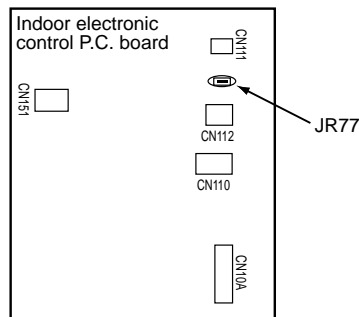 Indoor electronic
control P.C. board
CN111
CN151
JR77
CN112
CN110
CN10A